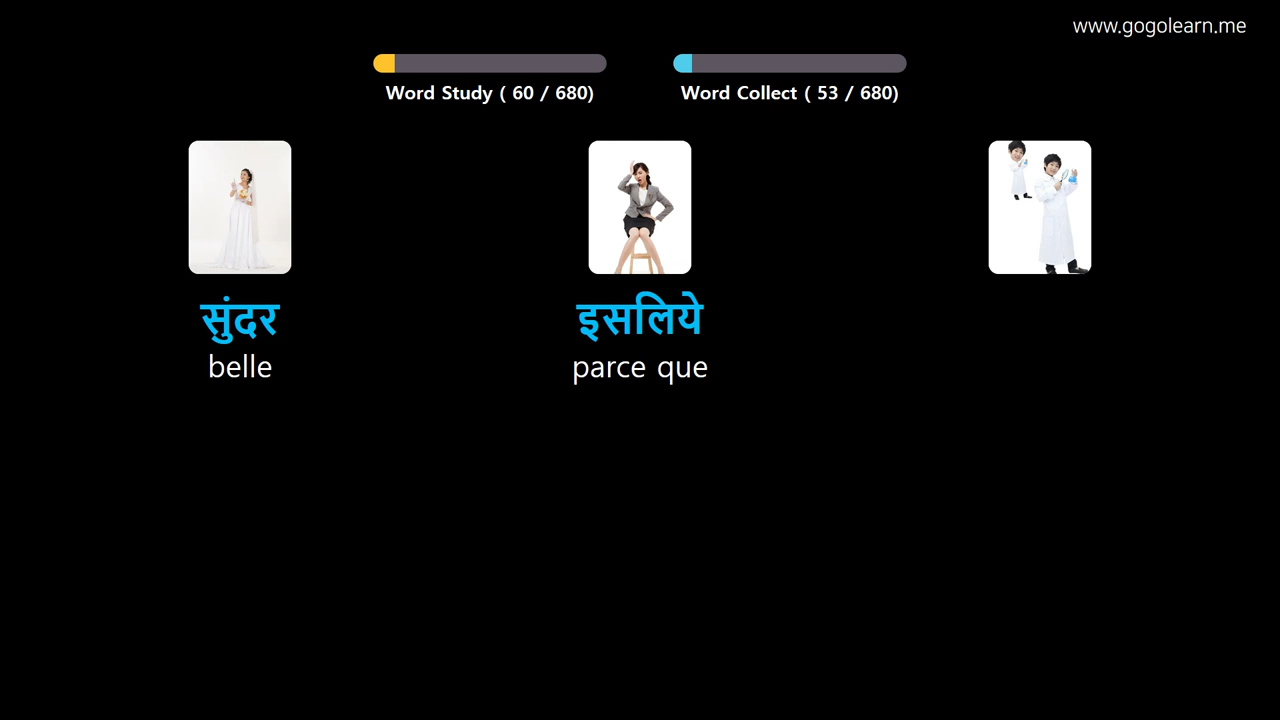 www.gogolearn.me
Word Study ( 60 / 680)
Word Collect ( 53 / 680)
सुंदर
belle
इसलिये
parce que